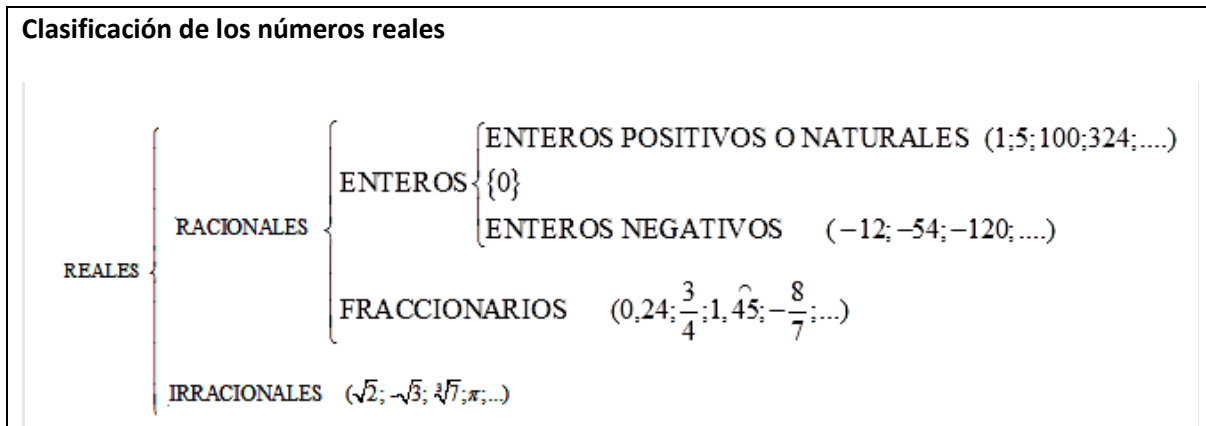 Clasificación de los números reales
ENTEROS POSITIVOS O NATURALES (1;5;100;324;....)
ENTEROS {0}
RACIONALES ENTEROS NEGATIVOS (−12;−54;−120;....)
REALES
FRACCIONARIOS (0,24;3/4;1,4͡5;−8/7;...)
IRRACIONALES (√2; -√3; ∛7;π;...)